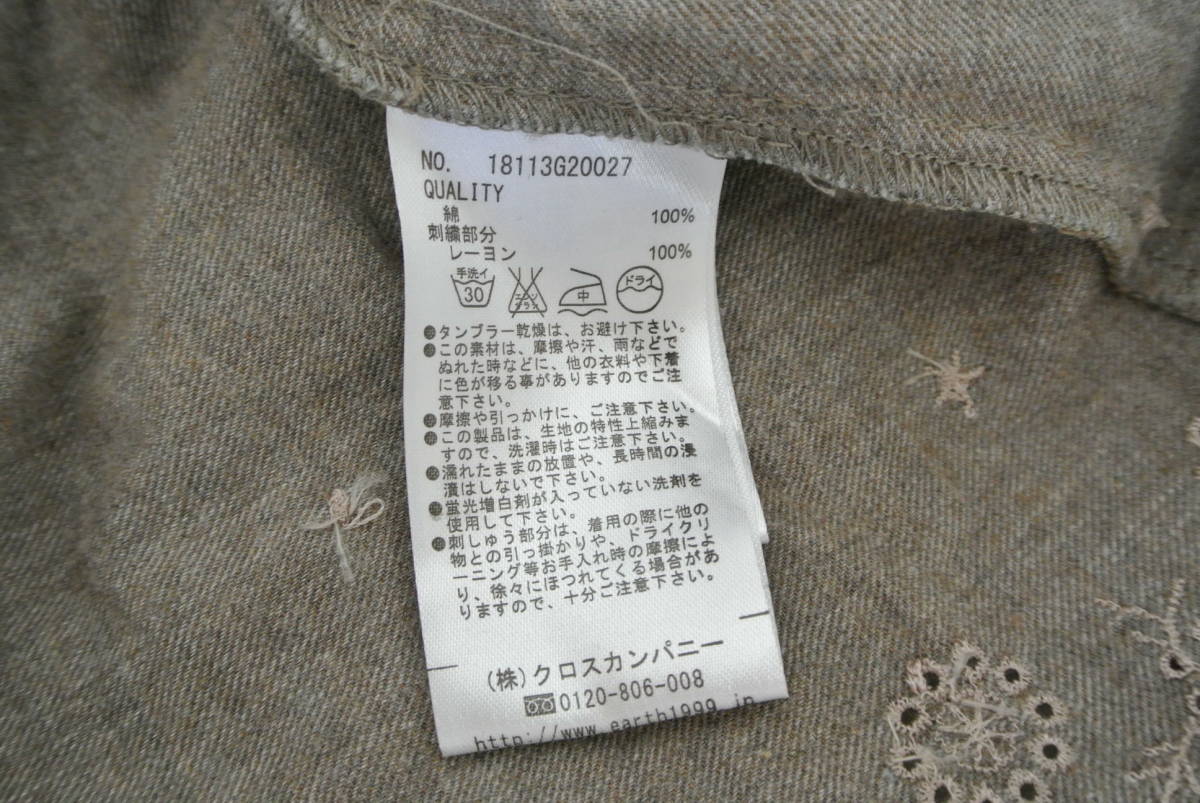 NO. 18113G20027
QUALITY
綿 100%
刺繍部分
レーヨン 100%
手洗イ 30 エンソサラシ 中 ドライ
●タンブラー乾燥は、お避け下さい。
●この素材は、摩擦や汗、雨などで
ぬれた時などに、他の衣料や下着
に色が移る事がありますのでご注
意下さい。
●摩擦や引っかけに、ご注意下さい。
●この製品は、生地の特性上縮みま
すので、洗濯時はご注意下さい。
●濡れたままの放置や、長時間の浸
漬はしないで下さい。
●蛍光増白剤が入っていない洗剤を
使用して下さい。
●刺しゅう部分は、着用の際に他の
物との引っ掛かりや、ドライクリ
ーニング等お手入れ時の摩擦によ
り、徐々にほつれてくる場合があ
りますので、十分ご注意下さい。
(株)クロスカンパニー
0120-806-008
http://www.earth1999.jp